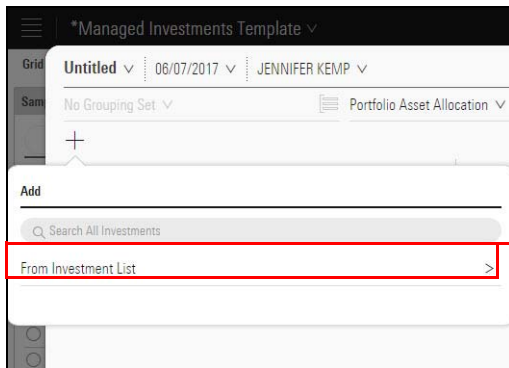 *Managed Investments Template
Grid
Untitled 06/07/2017 JENNIFER KEMP
Sam
No Grouping Set Portfolio Asset Allocation
Add
Search All Investments
From Investment List >